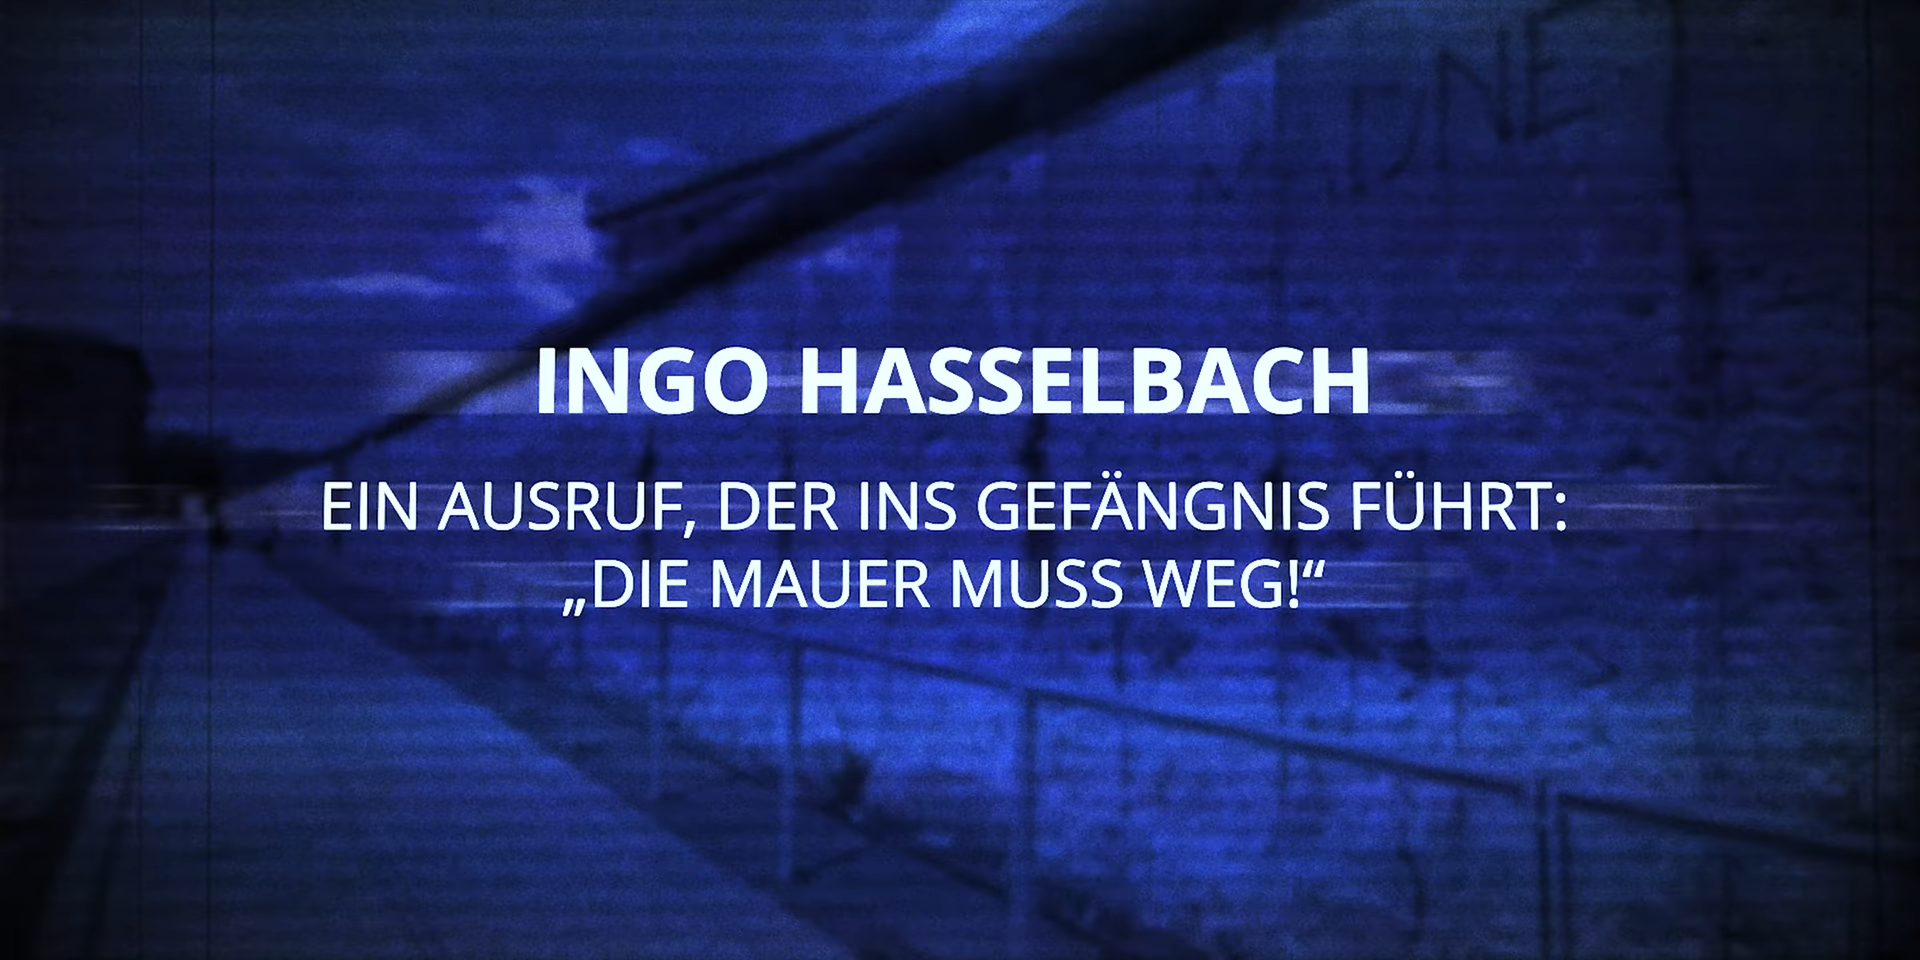 INGO HASSELBACH
EIN AUSRUF, DER INS GEFÄNGNIS FÜHRT:
„DIE MAUER MUSS WEG!“